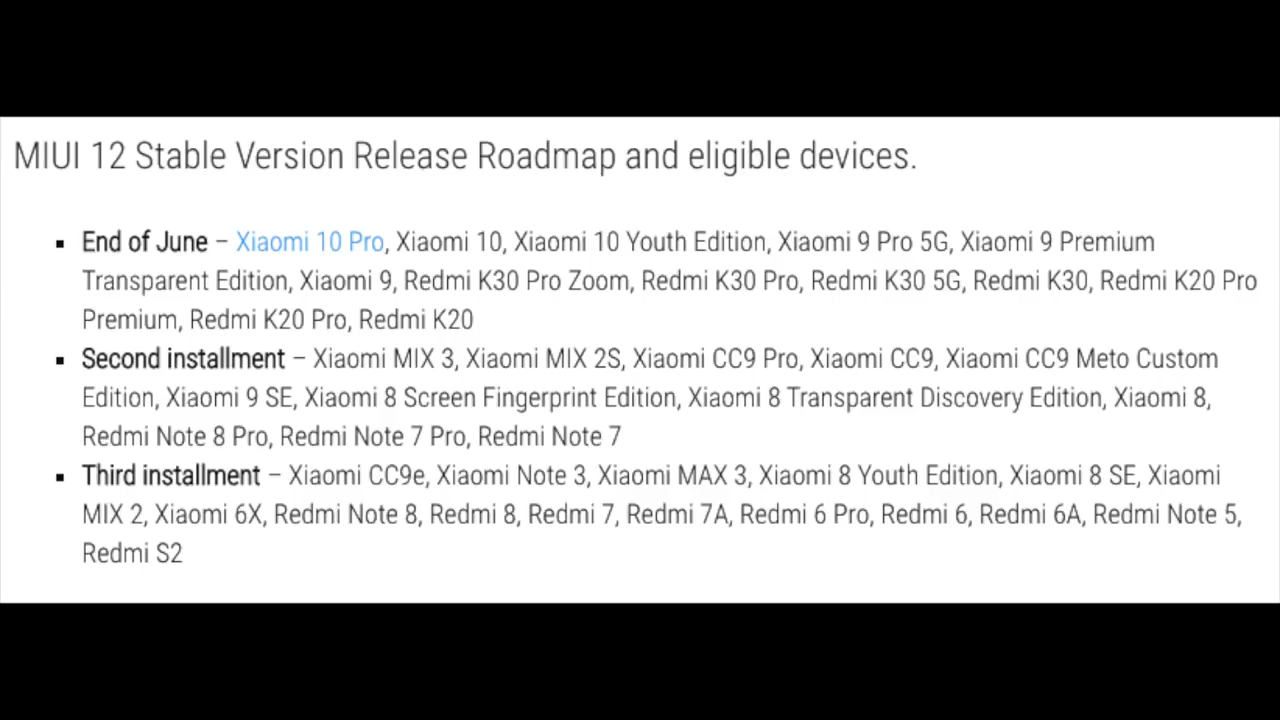 MIUI 12 Stable Version Release Roadmap and eligible devices.
▪ End of June – Xiaomi 10 Pro, Xiaomi 10, Xiaomi 10 Youth Edition, Xiaomi 9 Pro 5G, Xiaomi 9 Premium
Transparent Edition, Xiaomi 9, Redmi K30 Pro Zoom, Redmi K30 Pro, Redmi K30 5G, Redmi K30, Redmi K20 Pro
Premium, Redmi K20 Pro, Redmi K20
▪ Second installment – Xiaomi MIX 3, Xiaomi MIX 2S, Xiaomi CC9 Pro, Xiaomi CC9, Xiaomi CC9 Meto Custom
Edition, Xiaomi 9 SE, Xiaomi 8 Screen Fingerprint Edition, Xiaomi 8 Transparent Discovery Edition, Xiaomi 8,
Redmi Note 8 Pro, Redmi Note 7 Pro, Redmi Note 7
▪ Third installment – Xiaomi CC9e, Xiaomi Note 3, Xiaomi MAX 3, Xiaomi 8 Youth Edition, Xiaomi 8 SE, Xiaomi
MIX 2, Xiaomi 6X, Redmi Note 8, Redmi 8, Redmi 7, Redmi 7A, Redmi 6 Pro, Redmi 6, Redmi 6A, Redmi Note 5,
Redmi S2